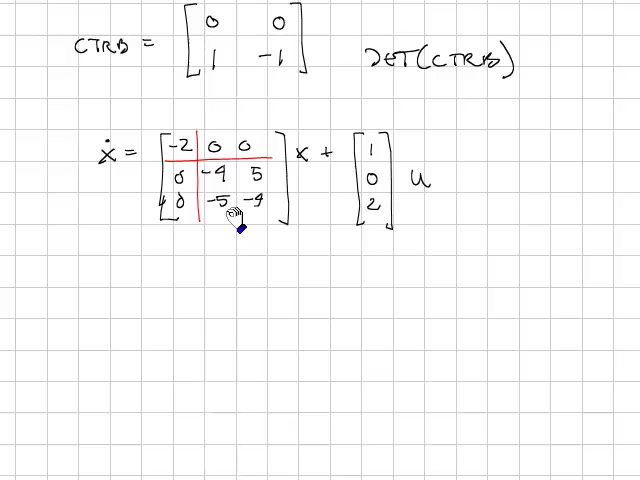 CTRB = [0 0; 1 -1] DET(CTRB)
ẋ = [-2 0 0; 0 -4 5; 0 -5 -4] x + [1; 0; 2] u